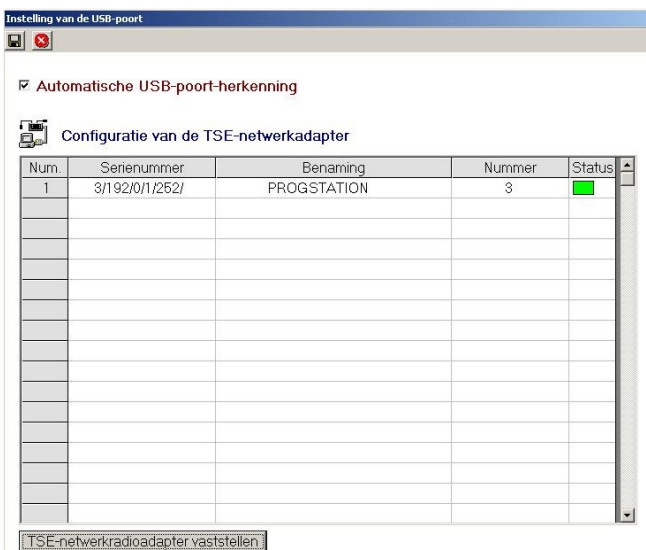 Instelling van de USB-poort
Automatische USB-poort-herkenning
Configuratie van de TSE-netwerkadapter
Num. Serienummer Benaming Nummer Status
1 3/192/0/1/252/ PROGSTATION 3
TSE-netwerkradioadapter vaststellen